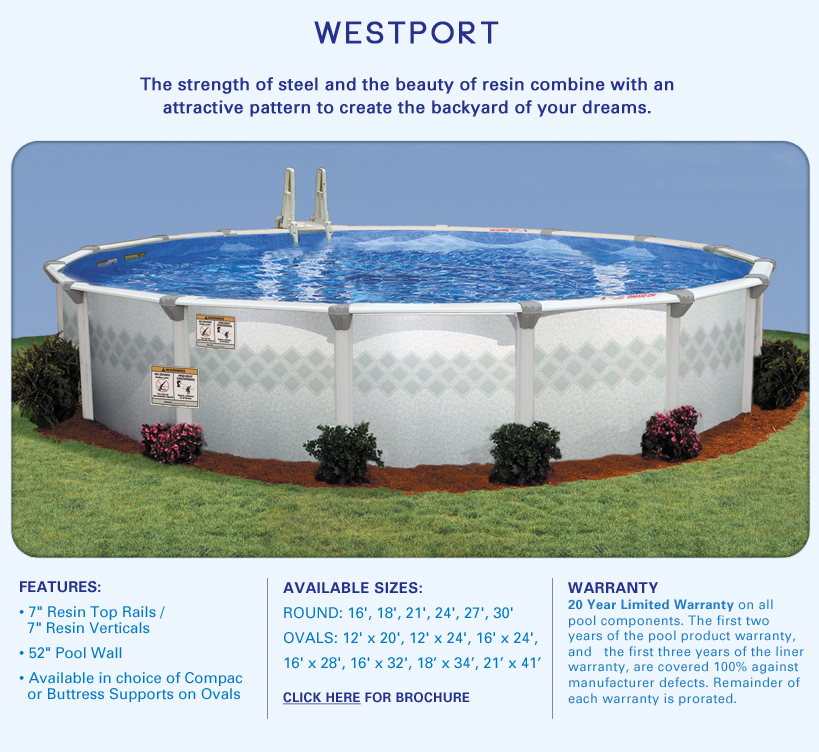 WESTPORT
The strength of steel and the beauty of resin combine with an
attractive pattern to create the backyard of your dreams.
WARNING
WARNING
FEATURES:
• 7" Resin Top Rails /
7" Resin Verticals
• 52" Pool Wall
• Available in choice of Compac
or Buttress Supports on Ovals
AVAILABLE SIZES:
ROUND: 16', 18', 21', 24', 27', 30'
OVALS: 12' x 20', 12' x 24', 16' x 24',
16' x 28', 16' x 32', 18’ x 34’, 21’ x 41’
CLICK HERE FOR BROCHURE
WARRANTY
20 Year Limited Warranty on all
pool components. The first two
years of the pool product warranty,
and the first three years of the liner
warranty, are covered 100% against
manufacturer defects. Remainder of
each warranty is prorated.